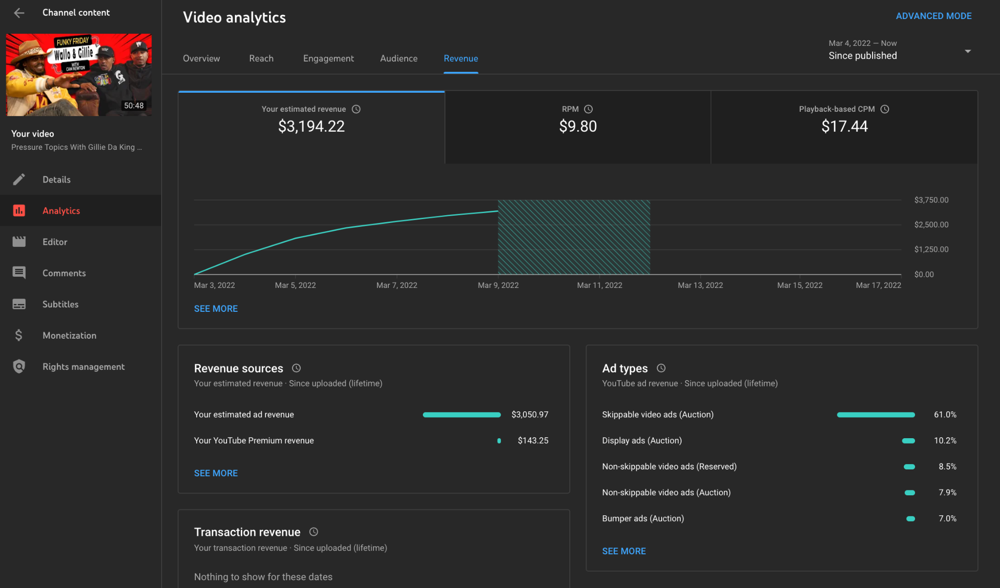 Channel content
FUNKY FRIDAY
Wallo & Gillie
WITH
CAM NEWTON
50:48
Your video
Pressure Topics With Gillie Da King ...
Details
Analytics
Editor
Comments
Subtitles
Monetization
Rights management
Video analytics
ADVANCED MODE
Overview
Reach
Engagement
Audience
Revenue
Mar 4, 2022 – Now
Since published
Your estimated revenue
$3,194.22
RPM
$9.80
Playback-based CPM
$17.44
$3,750.00
$2,500.00
$1,250.00
$0.00
Mar 3, 2022
Mar 5, 2022
Mar 7, 2022
Mar 9, 2022
Mar 11, 2022
Mar 13, 2022
Mar 15, 2022
Mar 17, 2022
SEE MORE
Revenue sources
Your estimated revenue · Since uploaded (lifetime)
Your estimated ad revenue $3,050.97
Your YouTube Premium revenue $143.25
SEE MORE
Transaction revenue
Your transaction revenue · Since uploaded (lifetime)
Nothing to show for these dates
Ad types
YouTube ad revenue · Since uploaded (lifetime)
Skippable video ads (Auction) 61.0%
Display ads (Auction) 10.2%
Non-skippable video ads (Reserved) 8.5%
Non-skippable video ads (Auction) 7.9%
Bumper ads (Auction) 7.0%
SEE MORE